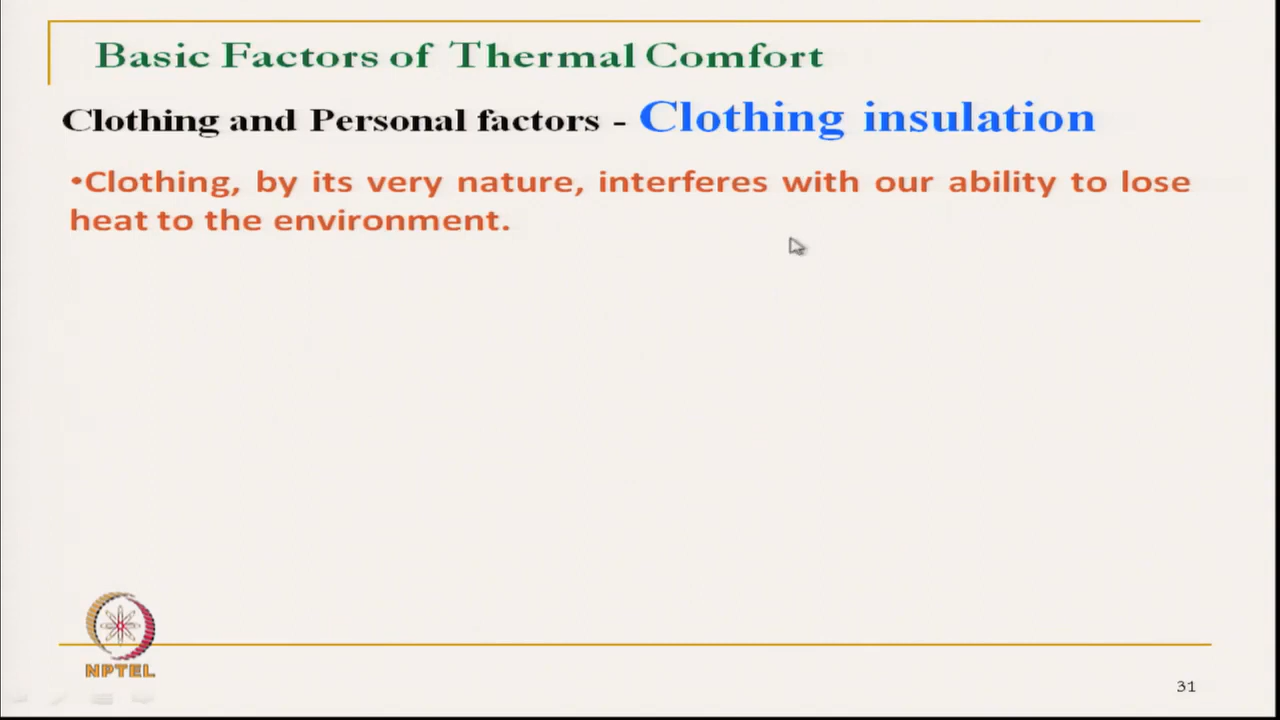 Basic Factors of Thermal Comfort
Clothing and Personal factors - Clothing insulation
•Clothing, by its very nature, interferes with our ability to lose
heat to the environment.
NPTEL
31